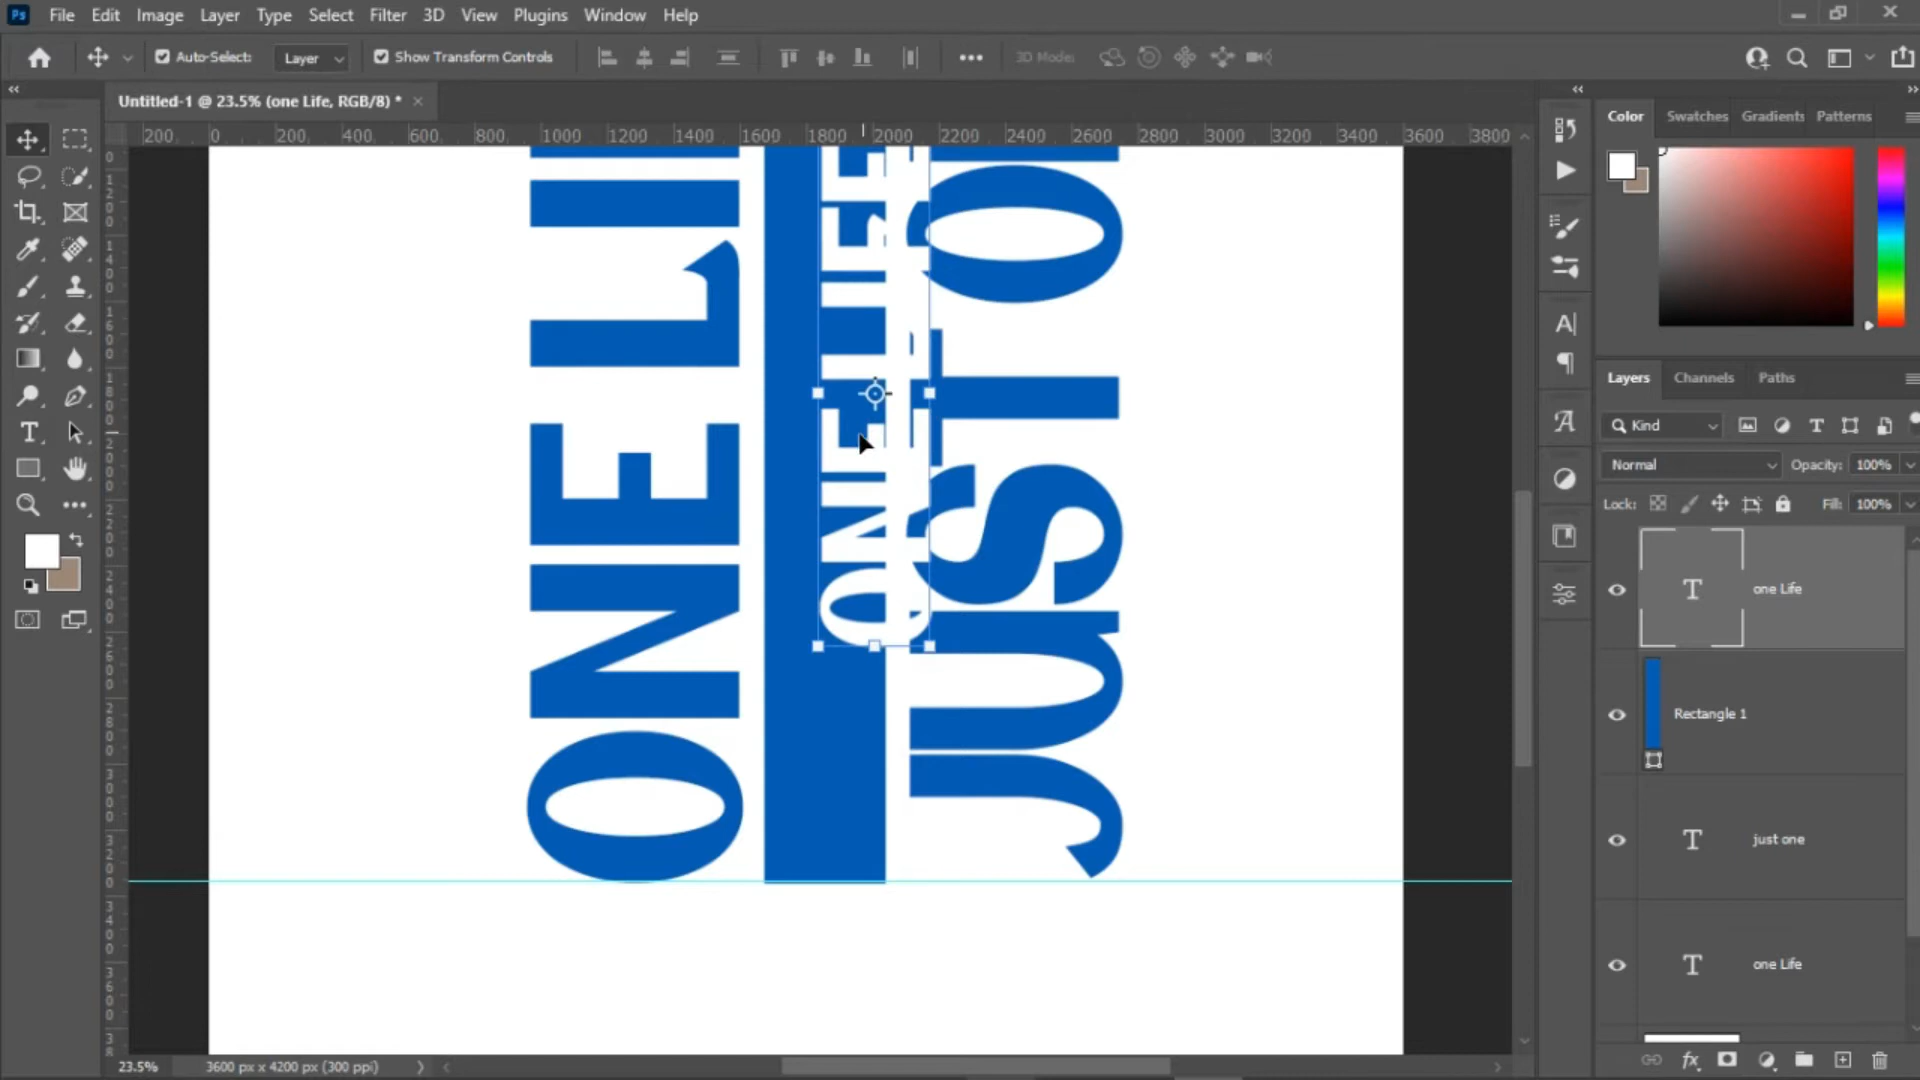 Ps File Edit Image Layer Type Select Filter 3D View Plugins Window Help
Auto-Select: Layer Show Transform Controls 3D Mode:
Untitled-1 @ 23.5% (one Life, RGB/8) *
200 0 200 400 600 800 1000 1200 1400 1600 1800 2000 2200 2400 2600 2800 3000 3200 3400 3600 3800
ONE LI
ONE LIFE
JUST O
Color Swatches Gradients Patterns
Layers Channels Paths
Kind
Normal Opacity: 100%
Lock: Fill: 100%
one Life
Rectangle 1
just one
one Life
23.5% 3600 px x 4200 px (300 ppi)